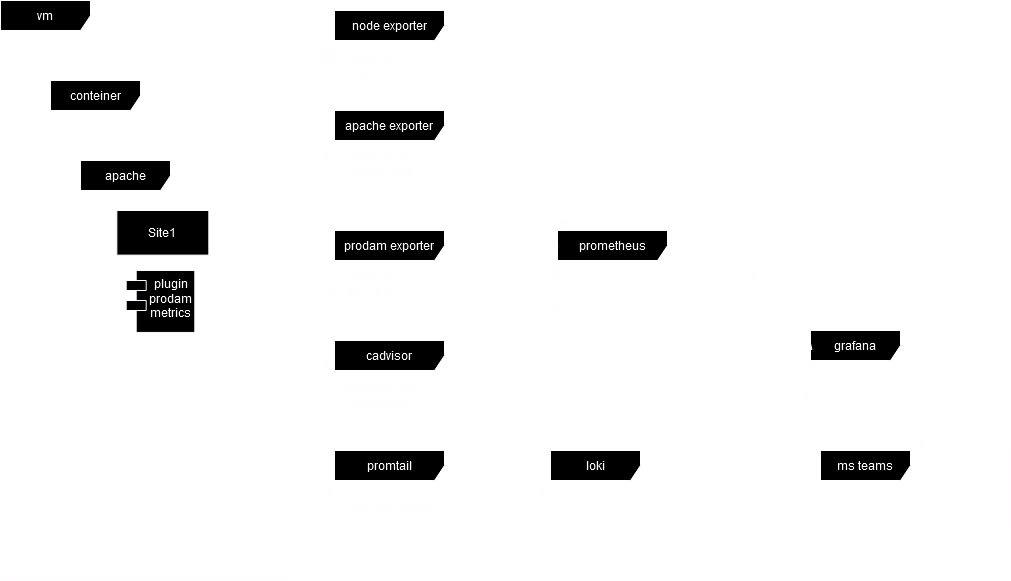 vm
node exporter
conteiner
apache exporter
apache
Site1
prodam exporter
prometheus
plugin
prodam
metrics
cadvisor
grafana
promtail
loki
ms teams